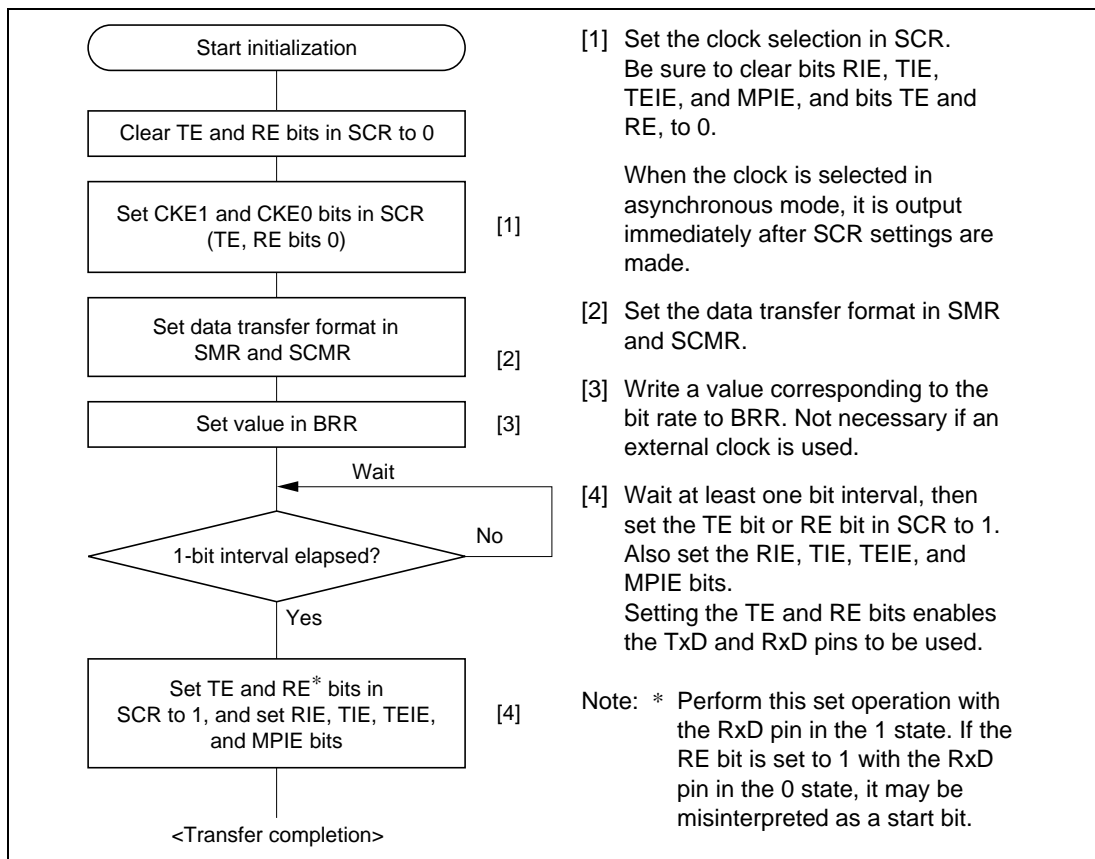 Start initialization
Clear TE and RE bits in SCR to 0
Set CKE1 and CKE0 bits in SCR
(TE, RE bits 0)
[1]
Set data transfer format in
SMR and SCMR
[2]
Set value in BRR
[3]
Wait
1-bit interval elapsed?
No
Yes
Set TE and RE* bits in
SCR to 1, and set RIE, TIE, TEIE,
and MPIE bits
[4]
<Transfer completion>
[1] Set the clock selection in SCR.
Be sure to clear bits RIE, TIE,
TEIE, and MPIE, and bits TE and
RE, to 0.
When the clock is selected in
asynchronous mode, it is output
immediately after SCR settings are
made.
[2] Set the data transfer format in SMR
and SCMR.
[3] Write a value corresponding to the
bit rate to BRR. Not necessary if an
external clock is used.
[4] Wait at least one bit interval, then
set the TE bit or RE bit in SCR to 1.
Also set the RIE, TIE, TEIE, and
MPIE bits.
Setting the TE and RE bits enables
the TxD and RxD pins to be used.
Note: * Perform this set operation with
the RxD pin in the 1 state. If the
RE bit is set to 1 with the RxD
pin in the 0 state, it may be
misinterpreted as a start bit.